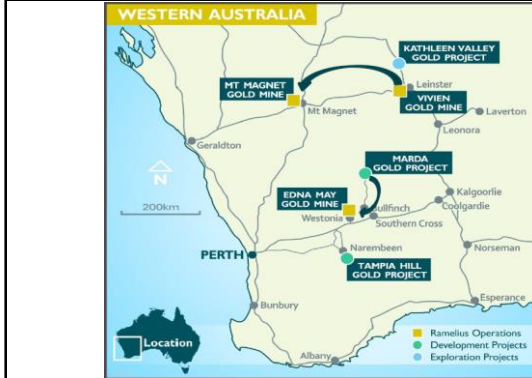 WESTERN AUSTRALIA
KATHLEEN VALLEY
GOLD PROJECT
MT MAGNET
GOLD MINE
Leinster
Mt Magnet
VIVIEN
GOLD MINE
Laverton
Leonora
Geraldton
MARDA
GOLD PROJECT
N
200km
EDNA MAY
GOLD MINE
Bullfinch
Kalgoorlie
Coolgardie
Westonia
Southern Cross
PERTH
Narembeen
Norseman
TAMPIA HILL
GOLD PROJECT
Bunbury
Esperance
Location
Albany
Ramelius Operations
Development Projects
Exploration Projects